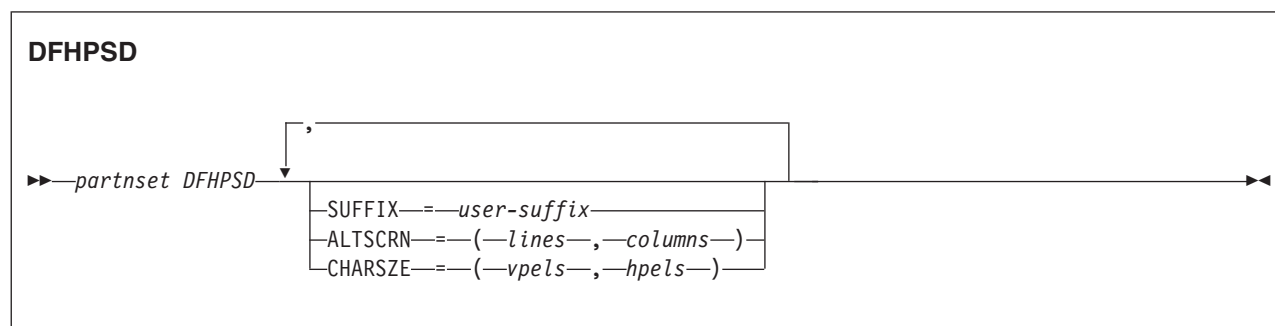 DFHPSD
,
partnset DFHPSD
SUFFIX = user-suffix
ALTSCRN = ( lines , columns )
CHARSZE = ( vpels , hpels )